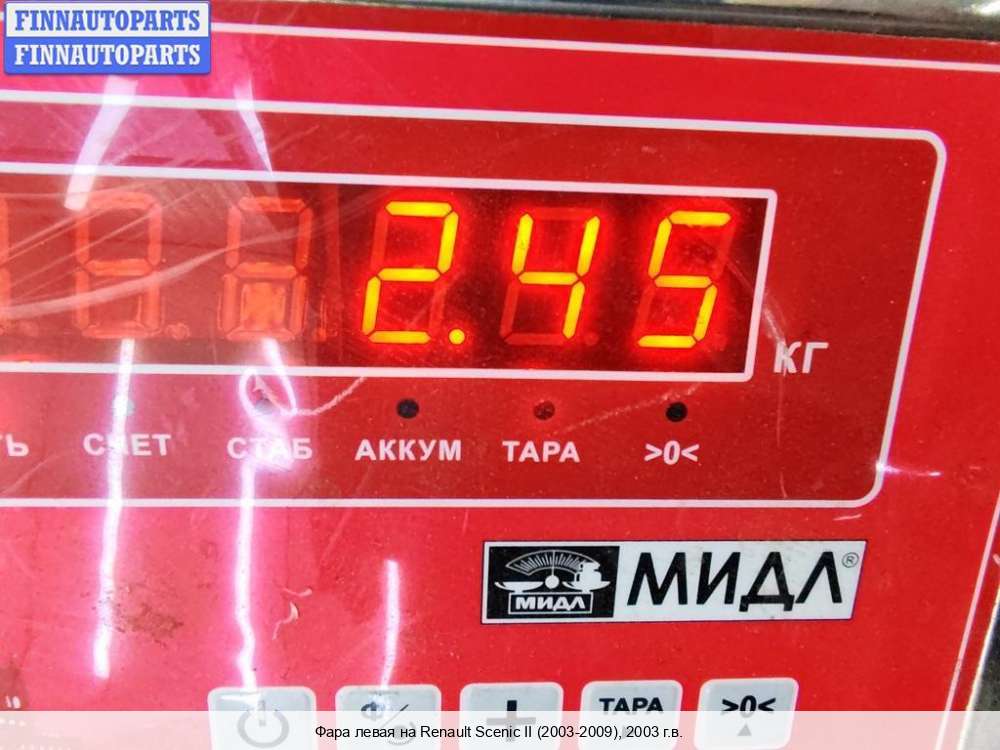 FINNAUTOPARTS
FINNAUTOPARTS
2.45
КГ
ТЬ СЧЕТ СТАБ АККУМ ТАРА >0<
МИДЛ МИДЛ®
ТАРА >0<
Фара левая на Renault Scenic II (2003-2009), 2003 г.в.